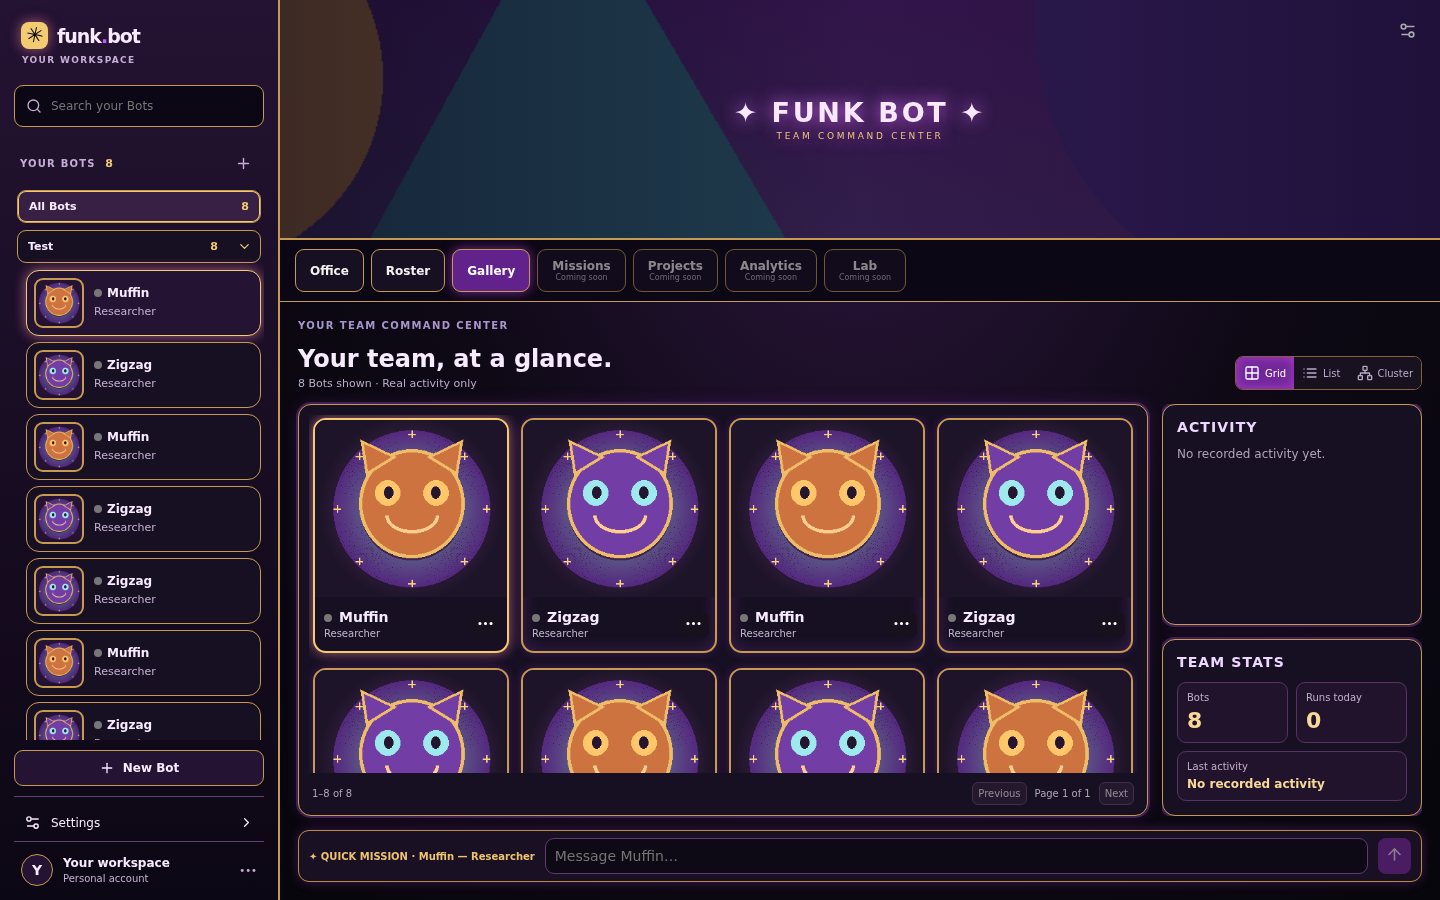 funk.bot
YOUR WORKSPACE
Search your Bots
YOUR BOTS 8
All Bots 8
Test 8
Muffin
Researcher
Zigzag
Researcher
Muffin
Researcher
Zigzag
Researcher
Zigzag
Researcher
Muffin
Researcher
Zigzag
New Bot
Settings
Y
Your workspace
Personal account
✦ FUNK BOT ✦
TEAM COMMAND CENTER
Office
Roster
Gallery
Missions
Coming soon
Projects
Coming soon
Analytics
Coming soon
Lab
Coming soon
YOUR TEAM COMMAND CENTER
Your team, at a glance.
8 Bots shown · Real activity only
Grid
List
Cluster
Muffin
Researcher
Zigzag
Researcher
Muffin
Researcher
Zigzag
Researcher
1–8 of 8
Previous
Page 1 of 1
Next
ACTIVITY
No recorded activity yet.
TEAM STATS
Bots
8
Runs today
0
Last activity
No recorded activity
✦ QUICK MISSION · Muffin — Researcher
Message Muffin…